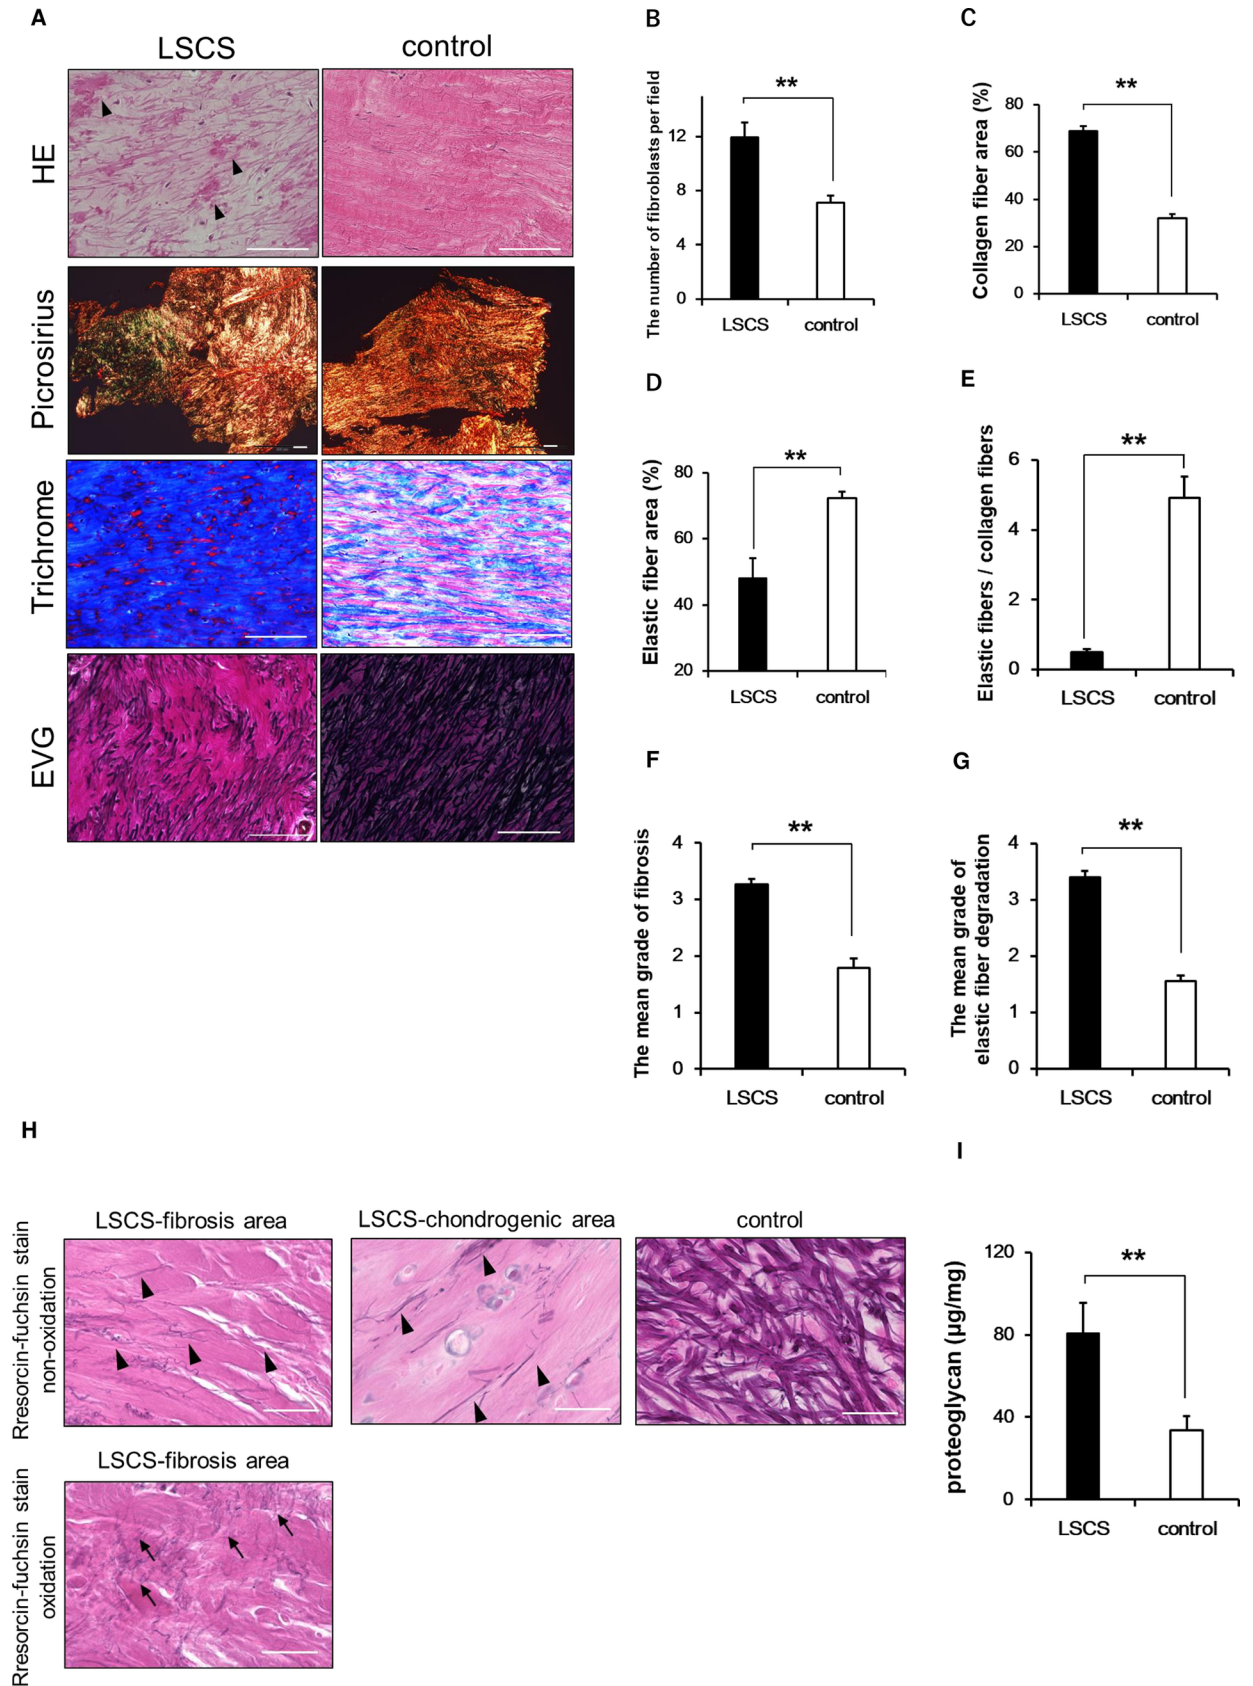 A
LSCS
control
HE
Picrosirius
Trichrome
EVG
B
The number of fibroblasts per field
**
12
8
4
0
LSCS
control
C
Collagen fiber area (%)
**
80
60
40
20
0
LSCS
control
D
Elastic fiber area (%)
**
80
60
40
20
LSCS
control
E
Elastic fibers / collagen fibers
**
6
4
2
0
LSCS
control
F
The mean grade of fibrosis
**
4
3
2
1
0
LSCS
control
G
The mean grade of
elastic fiber degradation
**
4
3
2
1
0
LSCS
control
H
LSCS-fibrosis area
LSCS-chondrogenic area
control
Rresorcin-fuchsin stain
non-oxidation
LSCS-fibrosis area
Rresorcin-fuchsin stain
oxidation
I
proteoglycan (μg/mg)
**
120
80
40
0
LSCS
control